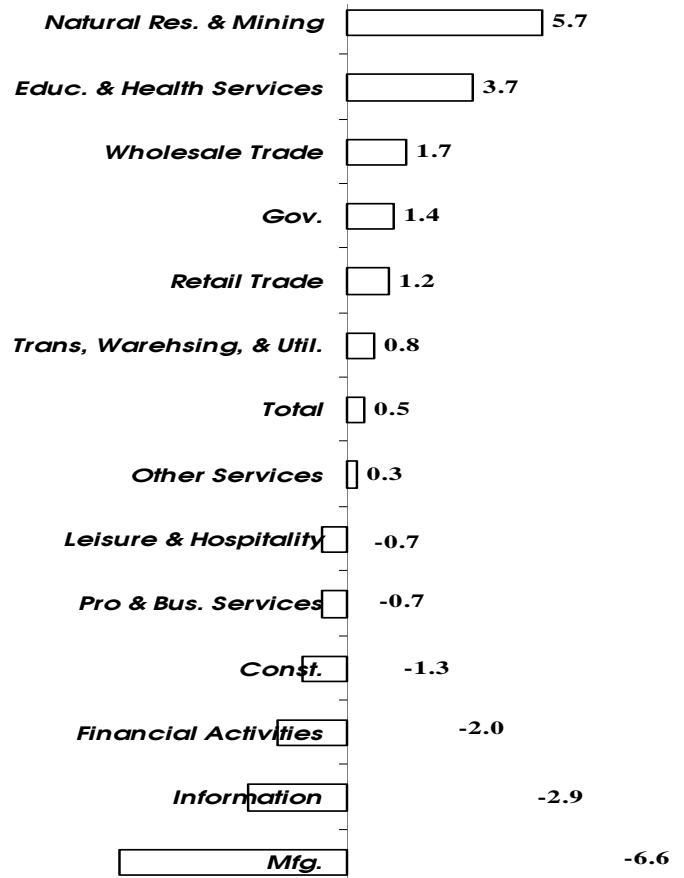 Natural Res. & Mining 5.7
Educ. & Health Services 3.7
Wholesale Trade 1.7
Gov. 1.4
Retail Trade 1.2
Trans, Warehsing, & Util. 0.8
Total 0.5
Other Services 0.3
Leisure & Hospitality -0.7
Pro & Bus. Services -0.7
Const. -1.3
Financial Activities -2.0
Information -2.9
Mfg. -6.6